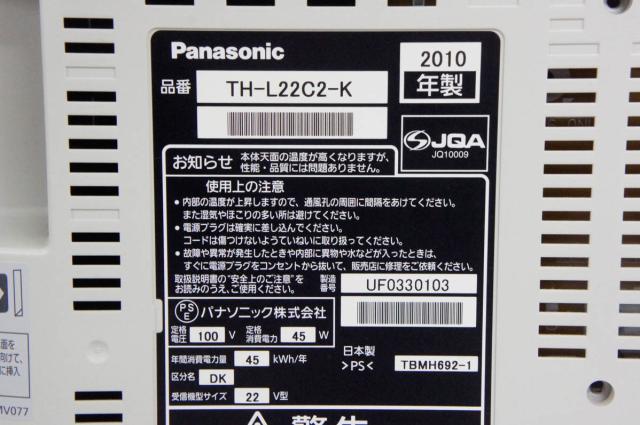 Panasonic
2010
年製
品番
TH-L22C2-K
JQA
JQ10009
お知らせ
本体天面の温度が高くなりますが、
性能・品質には問題ありません。
使用上の注意
・内部の温度が上昇しますので、通風孔の周囲に間隔をあけてください。
また湿気やほこりの多い所は避けてください。
・電源プラグは確実に差し込んでください。
コードは傷つけないようていねいに取り扱ってください。
・故障や異常が発生したときや内部に異物や水などが入ったときは、
すぐに電源プラグをコンセントから抜いて、販売店に修理をご依頼ください。
取扱説明書の"安全上のご注意"を
お読みのうえ、ご使用ください。
製造
番号
UF0330103
PS
E
パナソニック株式会社
定格
電圧
100
V
定格
消費電力
45
W
年間消費電力量
45
kWh/年
日本製
>PS<
TBMH692-1
区分名
DK
受信機型サイズ
22
V型
面を
向けて、
に挿入
MV077